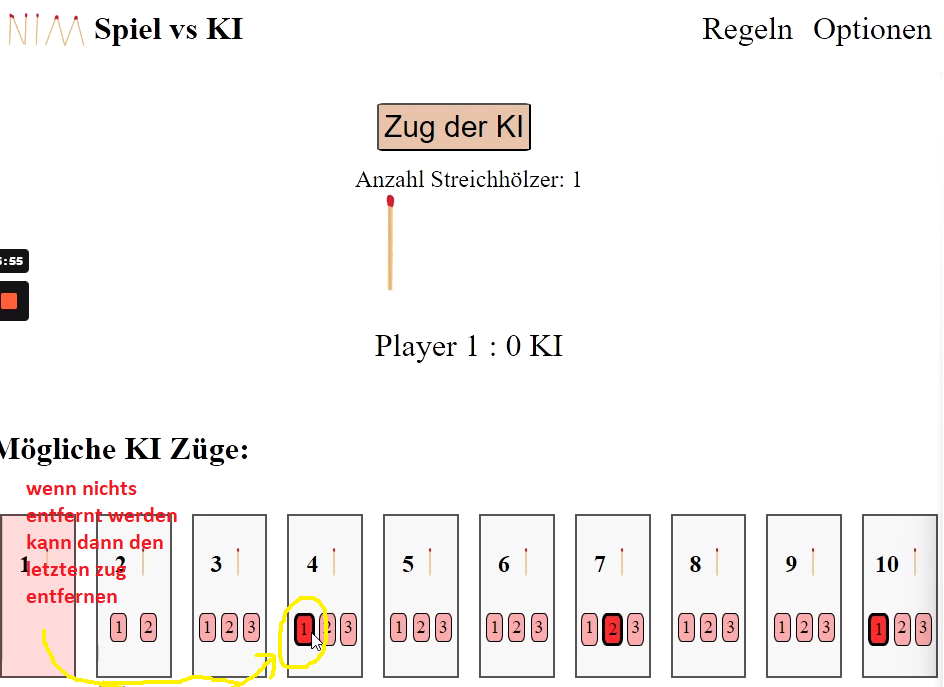 NIM Spiel vs KI Regeln Optionen
Zug der KI
Anzahl Streichhölzer: 1
:55
Player 1 : 0 KI
Mögliche KI Züge:
wenn nichts
entfernt werden
kann dann den
letzten zug
entfernen
1 2 3 4 5 6 7 8 9 10
1 2 1 2 3 1 2 3 1 2 3 1 2 3 1 2 3 1 2 3 1 2 3 1 2 3